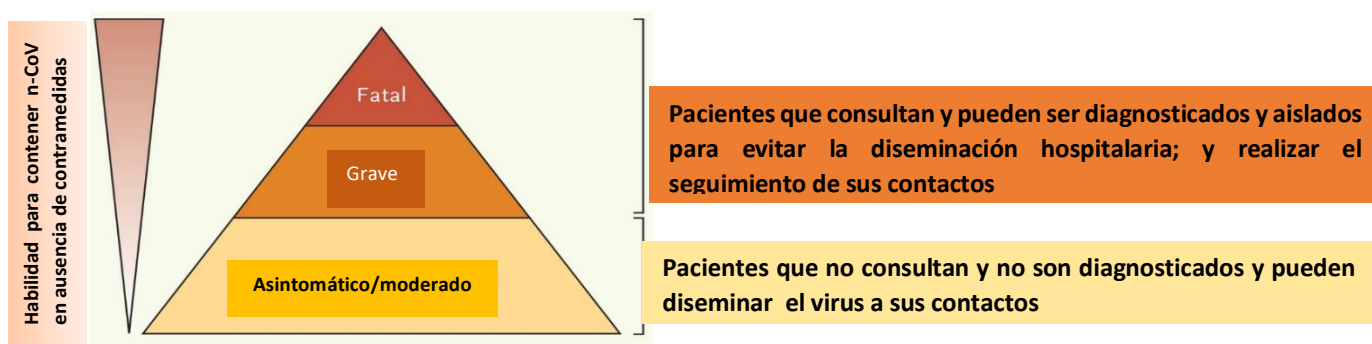 Habilidad para contener n-CoV
en ausencia de contramedidas
Fatal
Grave
Asintomático/moderado
Pacientes que consultan y pueden ser diagnosticados y aislados
para evitar la diseminación hospitalaria; y realizar el
seguimiento de sus contactos
Pacientes que no consultan y no son diagnosticados y pueden
diseminar el virus a sus contactos